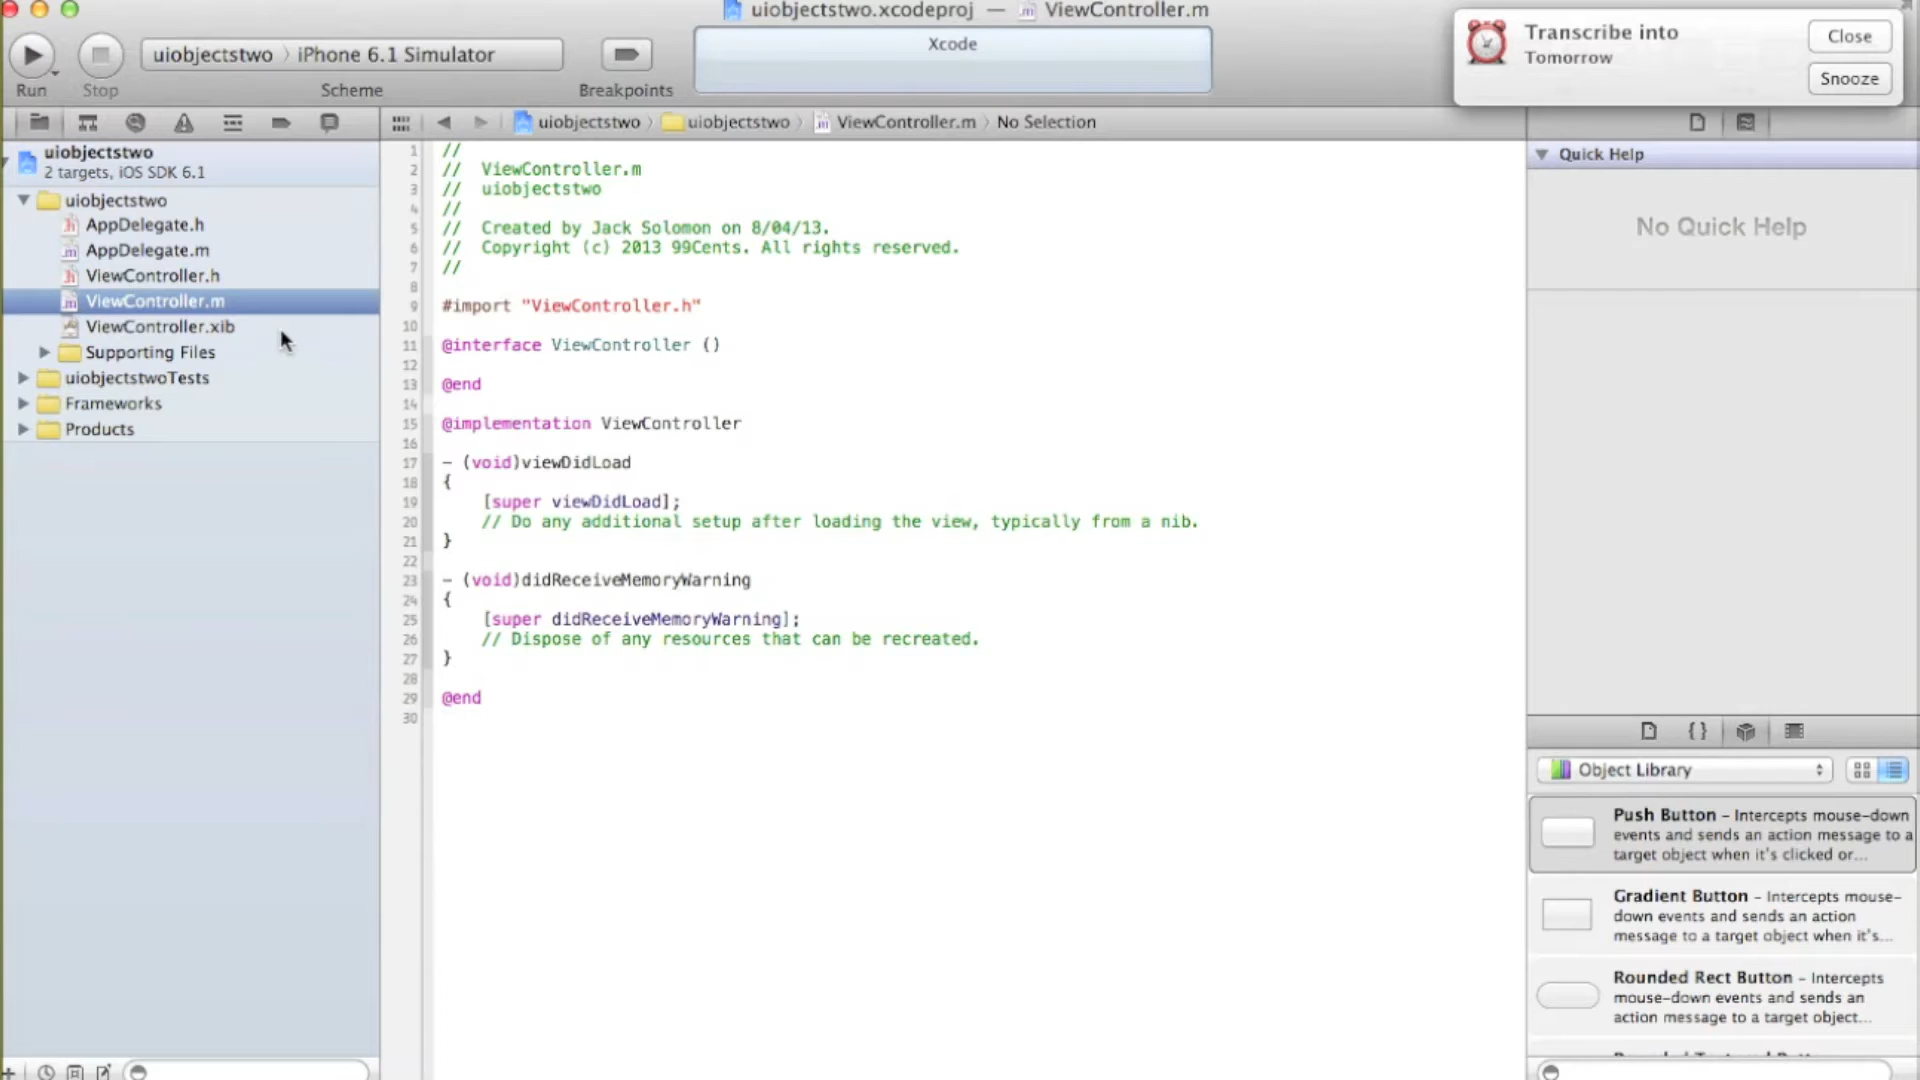 uiobjectstwo.xcodeproj — ViewController.m
Transcribe into
Tomorrow
Close
Snooze
uiobjectstwo 〉 iPhone 6.1 Simulator
Xcode
Run
Stop
Scheme
Breakpoints
uiobjectstwo 〉 uiobjectstwo 〉 ViewController.m 〉 No Selection
uiobjectstwo
2 targets, iOS SDK 6.1
uiobjectstwo
AppDelegate.h
AppDelegate.m
ViewController.h
ViewController.m
ViewController.xib
Supporting Files
uiobjectstwoTests
Frameworks
Products
1 //
2 //  ViewController.m
3 //  uiobjectstwo
4 //
5 //  Created by Jack Solomon on 8/04/13.
6 //  Copyright (c) 2013 99Cents. All rights reserved.
7 //
8
9 #import "ViewController.h"
10
11 @interface ViewController ()
12
13 @end
14
15 @implementation ViewController
16
17 - (void)viewDidLoad
18 {
19     [super viewDidLoad];
20     // Do any additional setup after loading the view, typically from a nib.
21 }
22
23 - (void)didReceiveMemoryWarning
24 {
25     [super didReceiveMemoryWarning];
26     // Dispose of any resources that can be recreated.
27 }
28
29 @end
30
Quick Help
No Quick Help
{ }
Object Library
Push Button – Intercepts mouse-down
events and sends an action message to a
target object when it's clicked or...
Gradient Button – Intercepts mouse-
down events and sends an action
message to a target object when it's...
Rounded Rect Button – Intercepts
mouse-down events and sends an
action message to a target object...